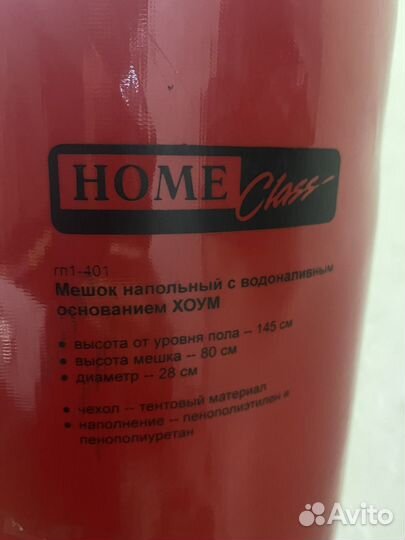 HOME Class
m1-401
Мешок напольный с водоналивным
основанием ХОУМ
• высота от уровня пола -- 145 см
• высота мешка -- 80 см
• диаметр -- 28 см
• чехол -- тентовый материал
• наполнение -- пенополиэтилен и
пенополиуретан
Avito